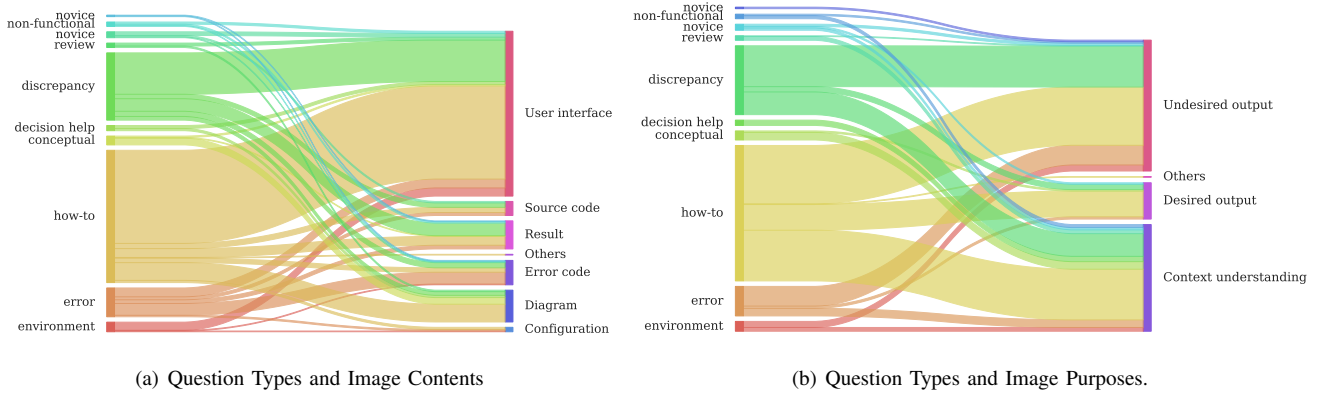 novice
non-functional
novice
review
discrepancy
decision help
conceptual
how-to
error
environment
User interface
Source code
Result
Others
Error code
Diagram
Configuration
(a) Question Types and Image Contents
novice
non-functional
novice
review
discrepancy
decision help
conceptual
how-to
error
environment
Undesired output
Others
Desired output
Context understanding
(b) Question Types and Image Purposes.